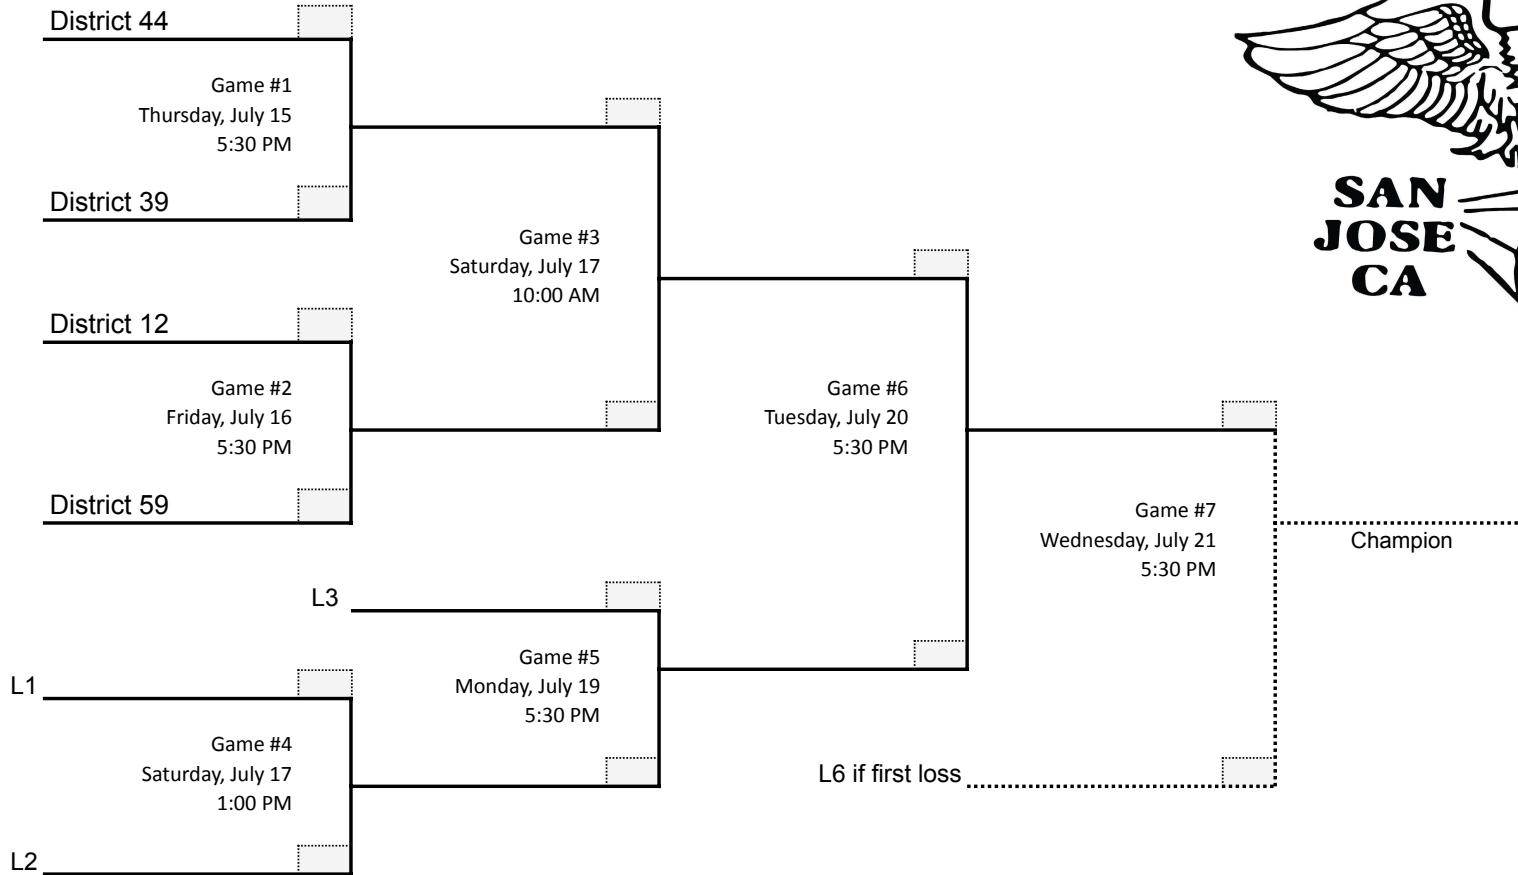 District 44
Game #1
Thursday, July 15
5:30 PM
District 39
Game #3
Saturday, July 17
10:00 AM
SAN
JOSE
CA
District 12
Game #2
Friday, July 16
5:30 PM
District 59
Game #6
Tuesday, July 20
5:30 PM
Game #7
Wednesday, July 21
5:30 PM
Champion
L3
Game #5
Monday, July 19
5:30 PM
L1
Game #4
Saturday, July 17
1:00 PM
L6 if first loss
L2